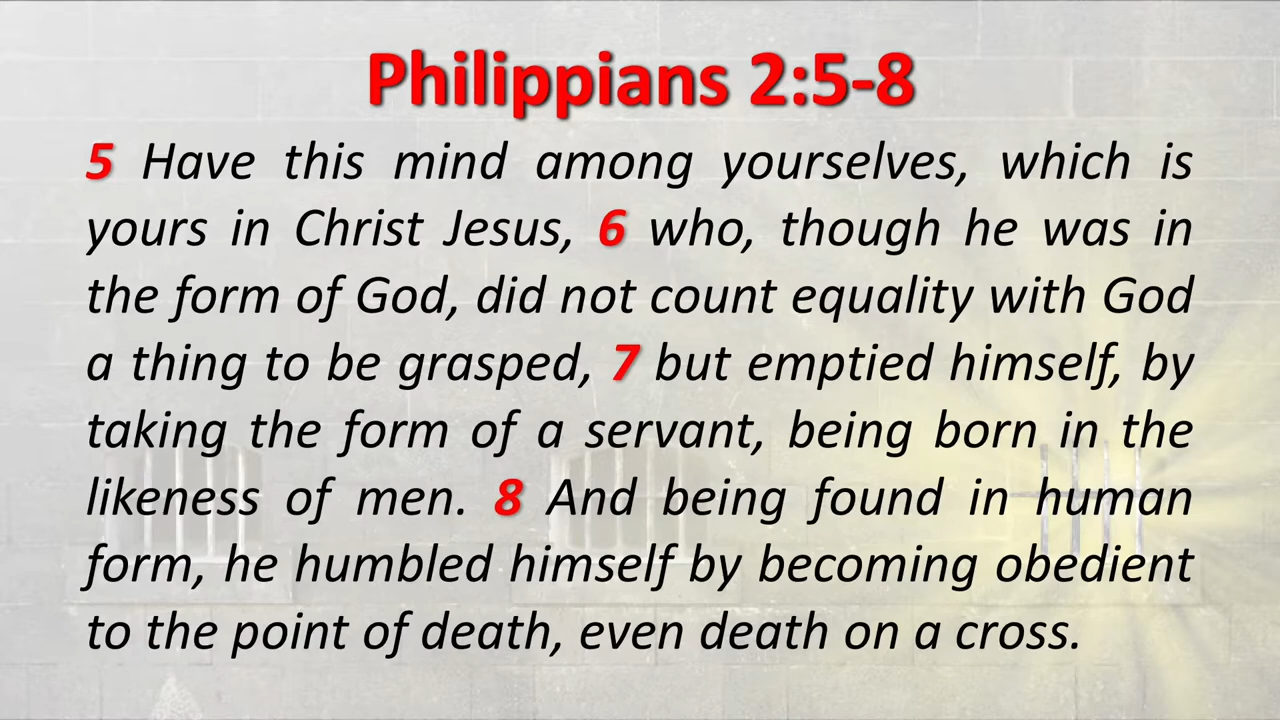 Philippians 2:5-8
5 Have this mind among yourselves, which is
yours in Christ Jesus, 6 who, though he was in
the form of God, did not count equality with God
a thing to be grasped, 7 but emptied himself, by
taking the form of a servant, being born in the
likeness of men. 8 And being found in human
form, he humbled himself by becoming obedient
to the point of death, even death on a cross.